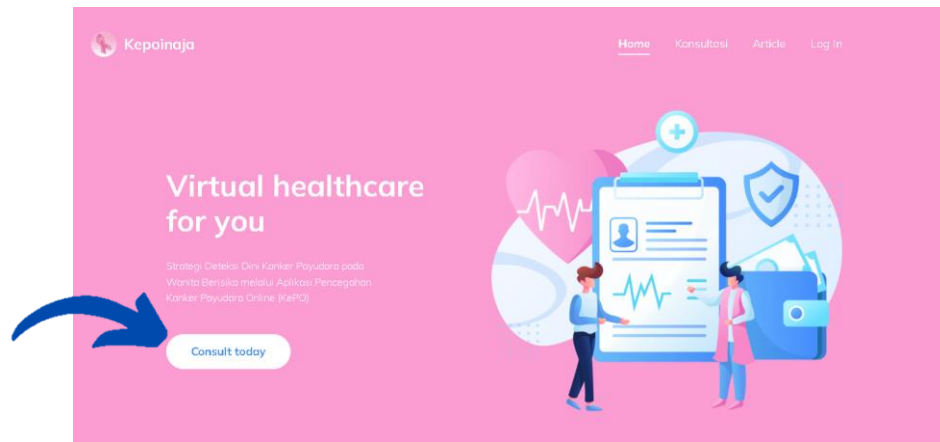 Kepoinaja
Home Konsultasi Article Log In
Virtual healthcare
for you
Strategi Deteksi Dini Kanker Payudara pada
Wanita Berisiko melalui Aplikasi Pencegahan
Kanker Payudara Online (KePO)
Consult today